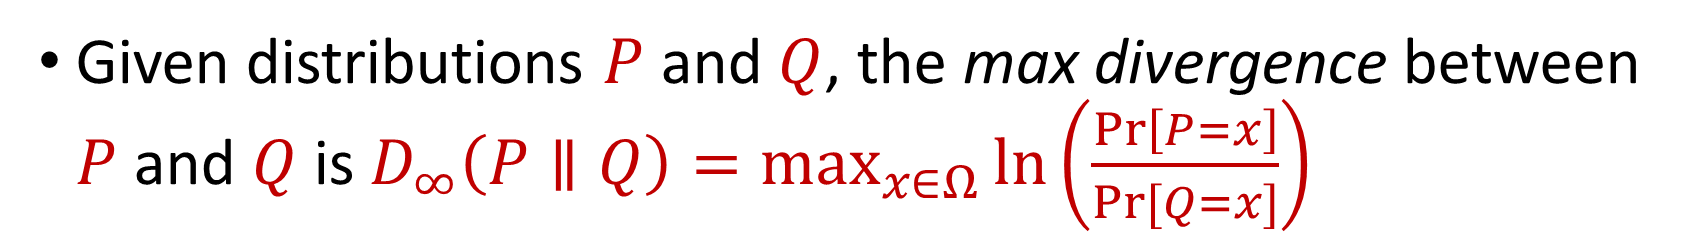 • Given distributions P and Q, the max divergence between
P and Q is D∞(P ∥ Q) = maxₓ∈Ω ln(Pr[P=x]/Pr[Q=x])